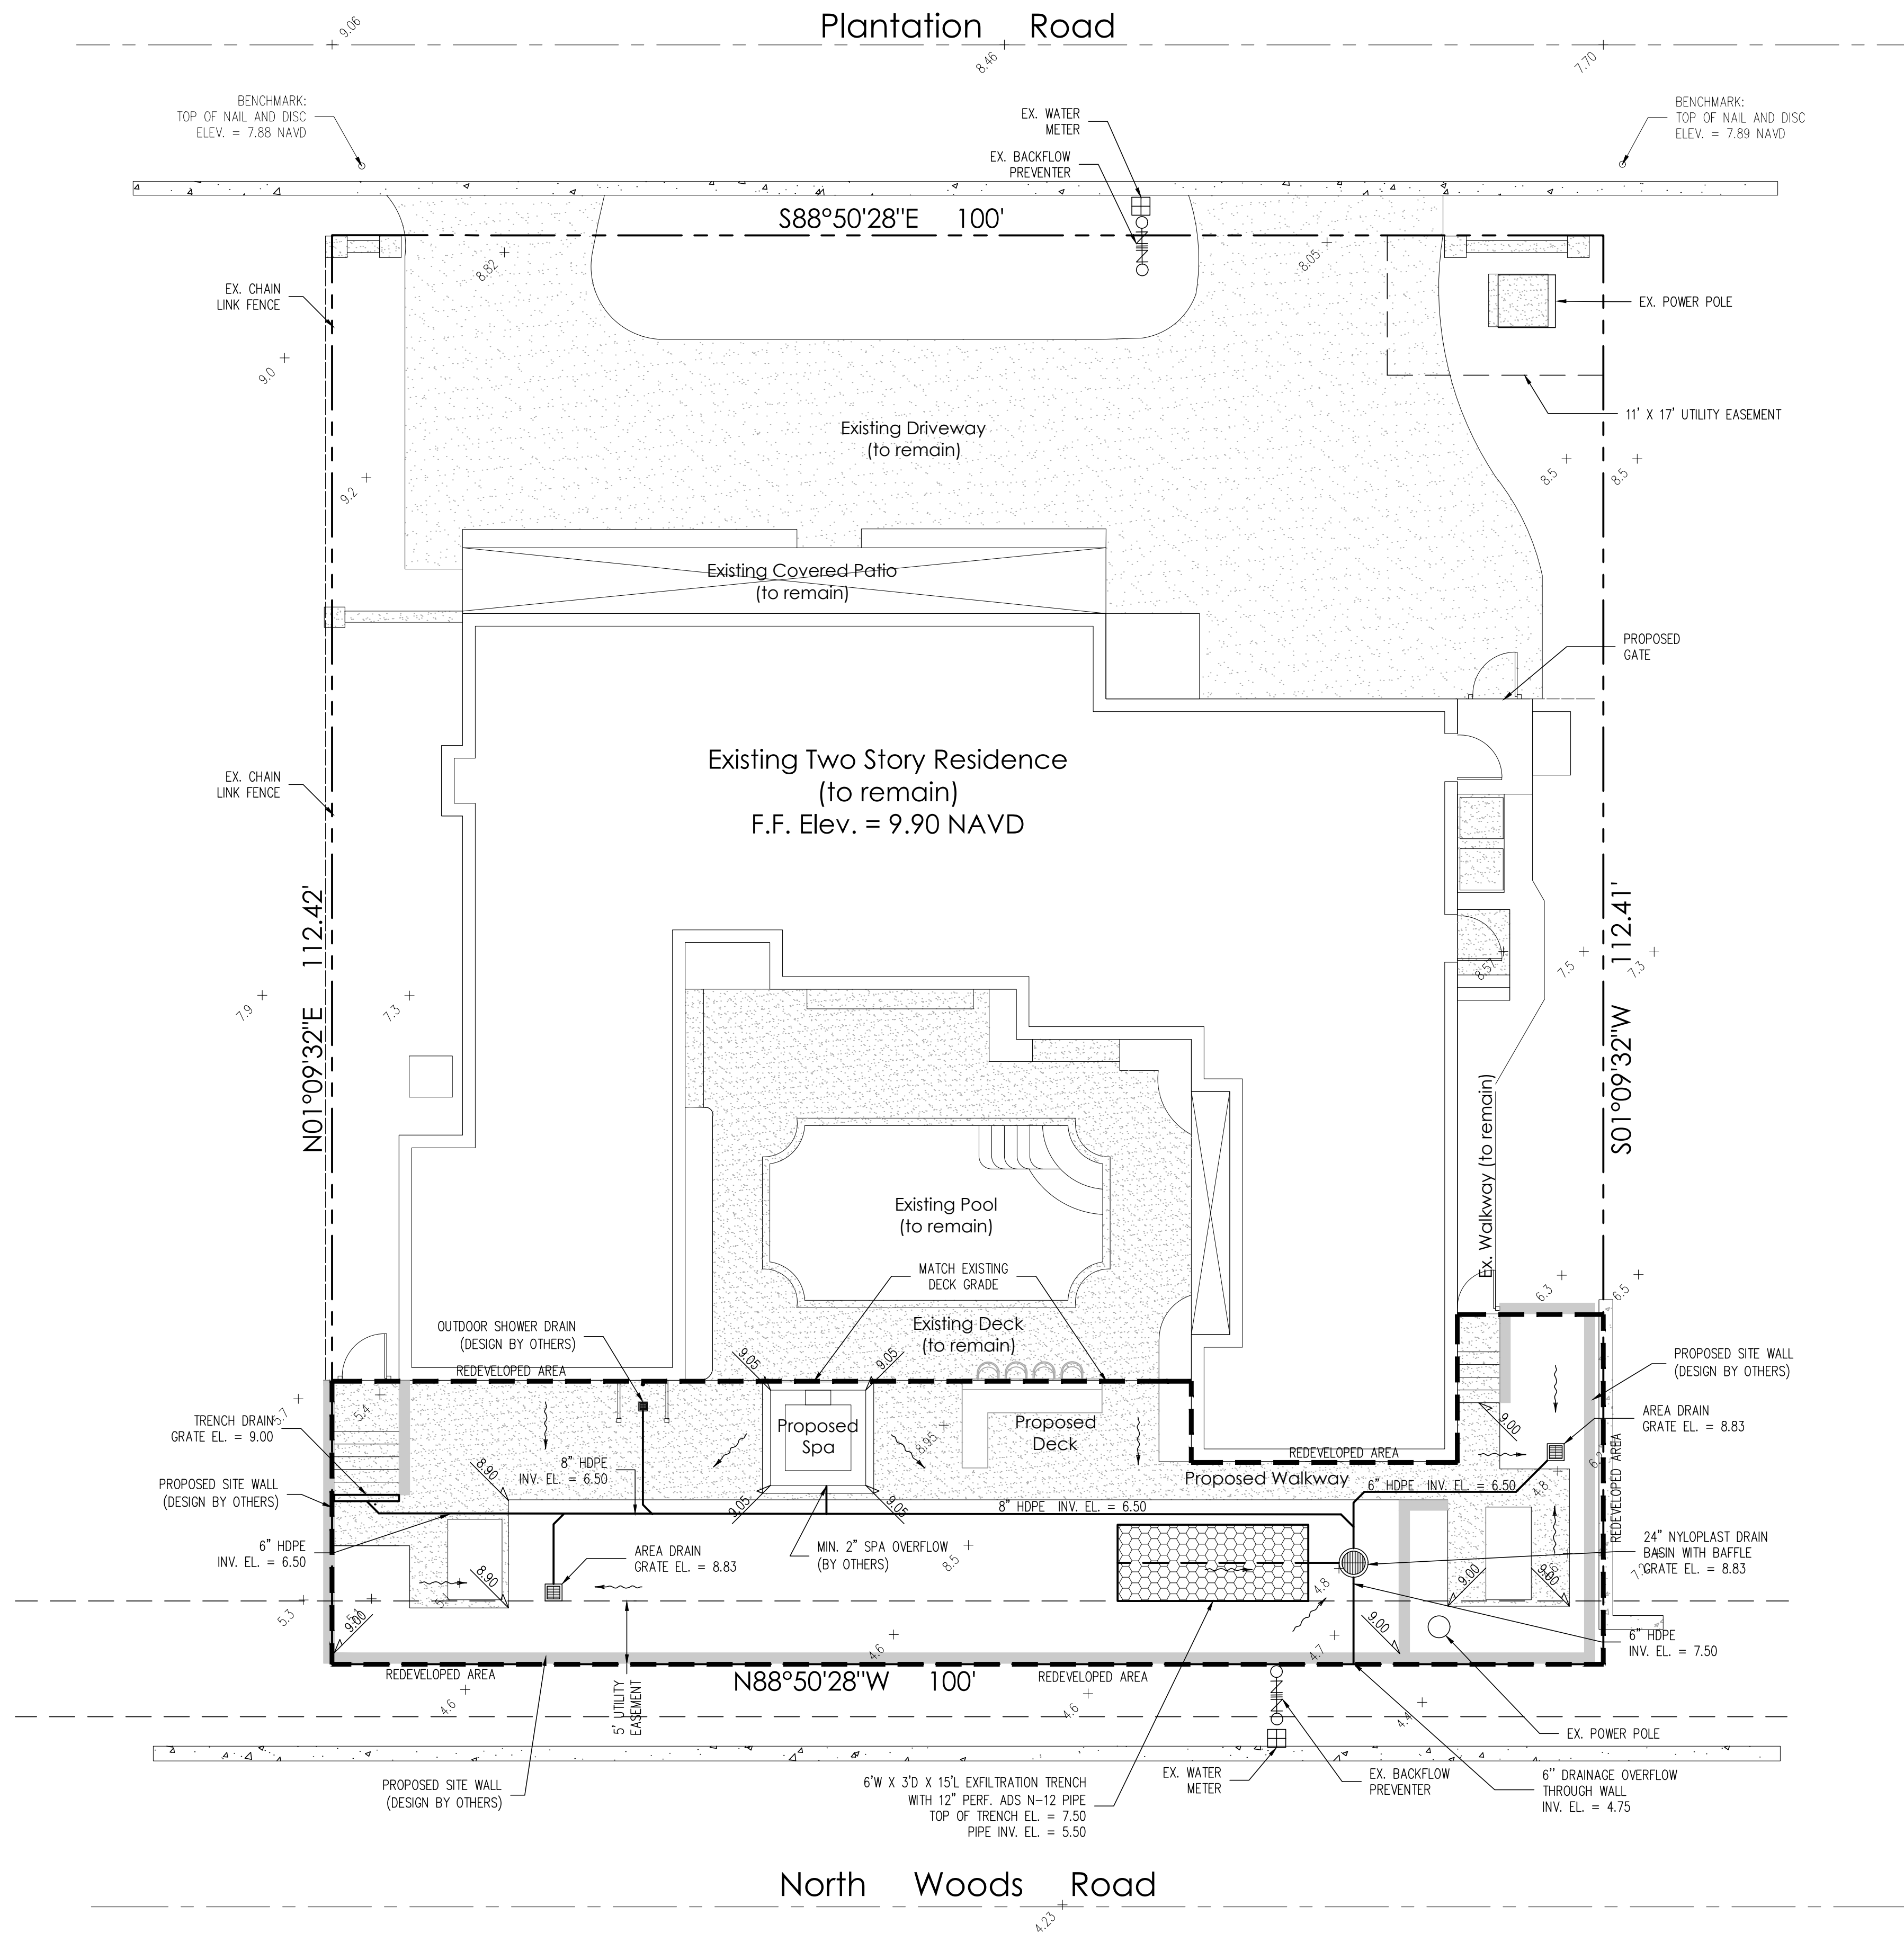 Plantation Road
9.06
8.46
7.70
BENCHMARK:
TOP OF NAIL AND DISC
ELEV. = 7.88 NAVD
EX. WATER
METER
EX. BACKFLOW
PREVENTER
BENCHMARK:
TOP OF NAIL AND DISC
ELEV. = 7.89 NAVD
S88°50'28"E 100'
8.82
8.05
EX. CHAIN
LINK FENCE
EX. POWER POLE
9.0
11' X 17' UTILITY EASEMENT
Existing Driveway
(to remain)
9.2
8.5
8.5
Existing Covered Patio
(to remain)
PROPOSED
GATE
Existing Two Story Residence
(to remain)
F.F. Elev. = 9.90 NAVD
EX. CHAIN
LINK FENCE
N01°09'32"E 112.42'
S01°09'32"W 112.41'
7.9
7.3
8.57
7.5
7.3
Ex. Walkway (to remain)
Existing Pool
(to remain)
MATCH EXISTING
DECK GRADE
6.3
6.5
OUTDOOR SHOWER DRAIN
(DESIGN BY OTHERS)
Existing Deck
(to remain)
REDEVELOPED AREA
9.05
9.05
PROPOSED SITE WALL
(DESIGN BY OTHERS)
5.7
5.4
TRENCH DRAIN
GRATE EL. = 9.00
Proposed
Spa
8.95
Proposed
Deck
9.00
AREA DRAIN
GRATE EL. = 8.83
REDEVELOPED AREA
8" HDPE
INV. EL. = 6.50
8.90
Proposed Walkway
6" HDPE INV. EL. = 6.50
4.8
REDEVELOPED AREA
PROPOSED SITE WALL
(DESIGN BY OTHERS)
9.05
9.05
8" HDPE INV. EL. = 6.50
6" HDPE
INV. EL. = 6.50
AREA DRAIN
GRATE EL. = 8.83
MIN. 2" SPA OVERFLOW
(BY OTHERS)
8.5
24" NYLOPLAST DRAIN
BASIN WITH BAFFLE
GRATE EL. = 8.83
8.90
5.1
4.8
9.00
9.00
5.3
9.00
9.00
4.6
4.7
6" HDPE
INV. EL. = 7.50
REDEVELOPED AREA
N88°50'28"W 100'
REDEVELOPED AREA
5' UTILITY
EASEMENT
4.6
4.6
4.4
EX. POWER POLE
PROPOSED SITE WALL
(DESIGN BY OTHERS)
6'W X 3'D X 15'L EXFILTRATION TRENCH
WITH 12" PERF. ADS N-12 PIPE
TOP OF TRENCH EL. = 7.50
PIPE INV. EL. = 5.50
EX. WATER
METER
EX. BACKFLOW
PREVENTER
6" DRAINAGE OVERFLOW
THROUGH WALL
INV. EL. = 4.75
North Woods Road
4.23